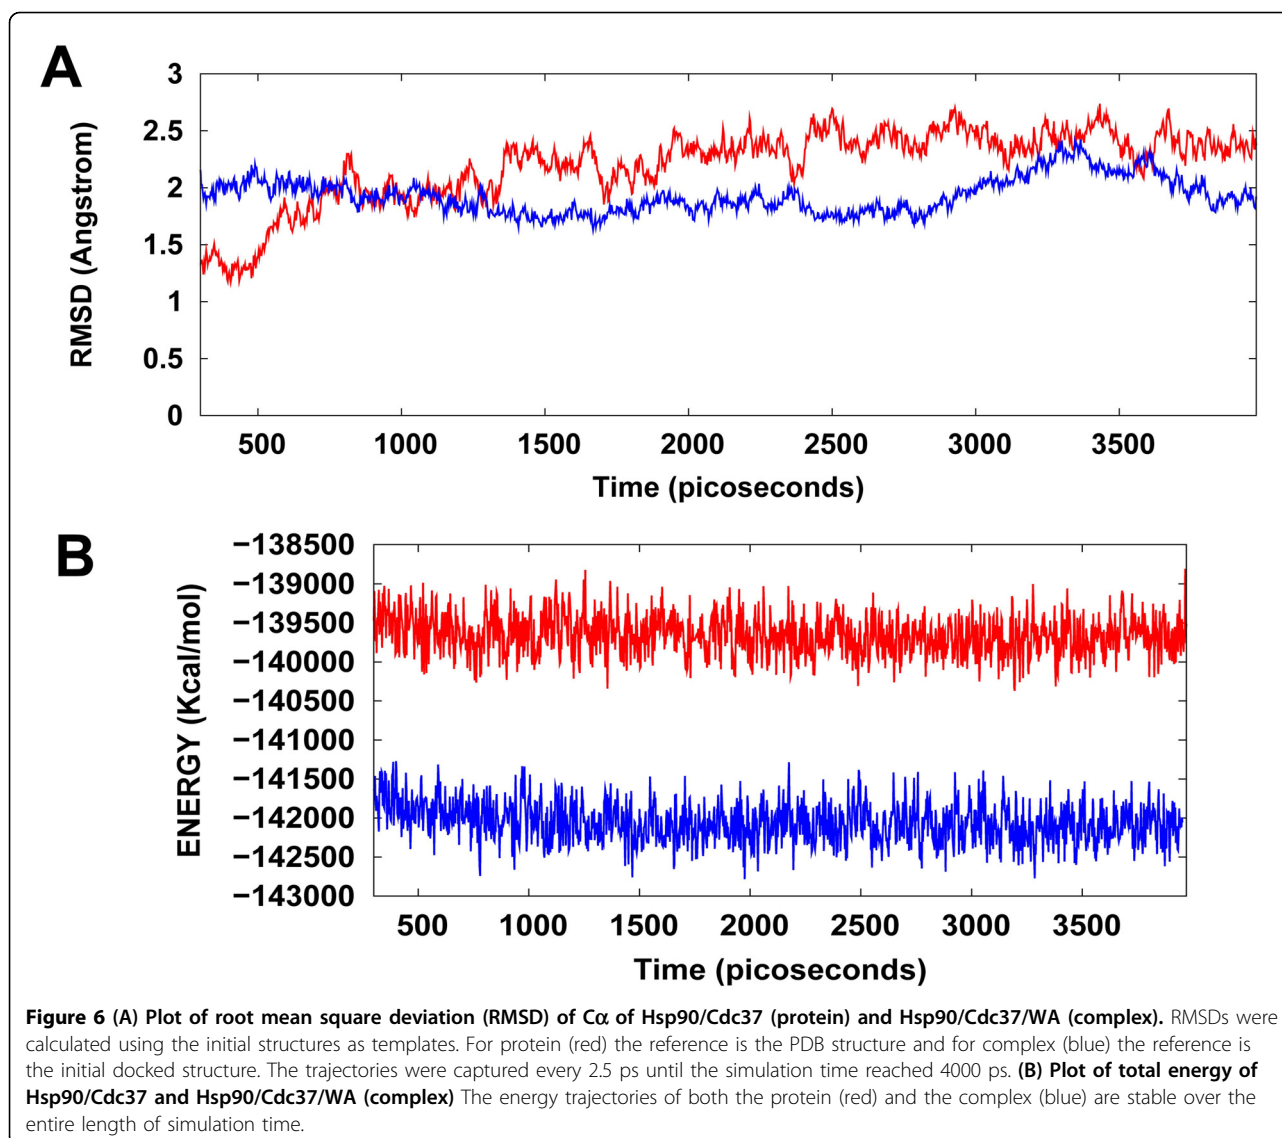 A
3
2.5
2
1.5
1
0.5
0
RMSD (Angstrom)
500 1000 1500 2000 2500 3000 3500
Time (picoseconds)
B
−138500
−139000
−139500
−140000
−140500
−141000
−141500
−142000
−142500
−143000
ENERGY (Kcal/mol)
500 1000 1500 2000 2500 3000 3500
Time (picoseconds)
Figure 6 (A) Plot of root mean square deviation (RMSD) of Cα of Hsp90/Cdc37 (protein) and Hsp90/Cdc37/WA (complex). RMSDs were
calculated using the initial structures as templates. For protein (red) the reference is the PDB structure and for complex (blue) the reference is
the initial docked structure. The trajectories were captured every 2.5 ps until the simulation time reached 4000 ps. (B) Plot of total energy of
Hsp90/Cdc37 and Hsp90/Cdc37/WA (complex) The energy trajectories of both the protein (red) and the complex (blue) are stable over the
entire length of simulation time.